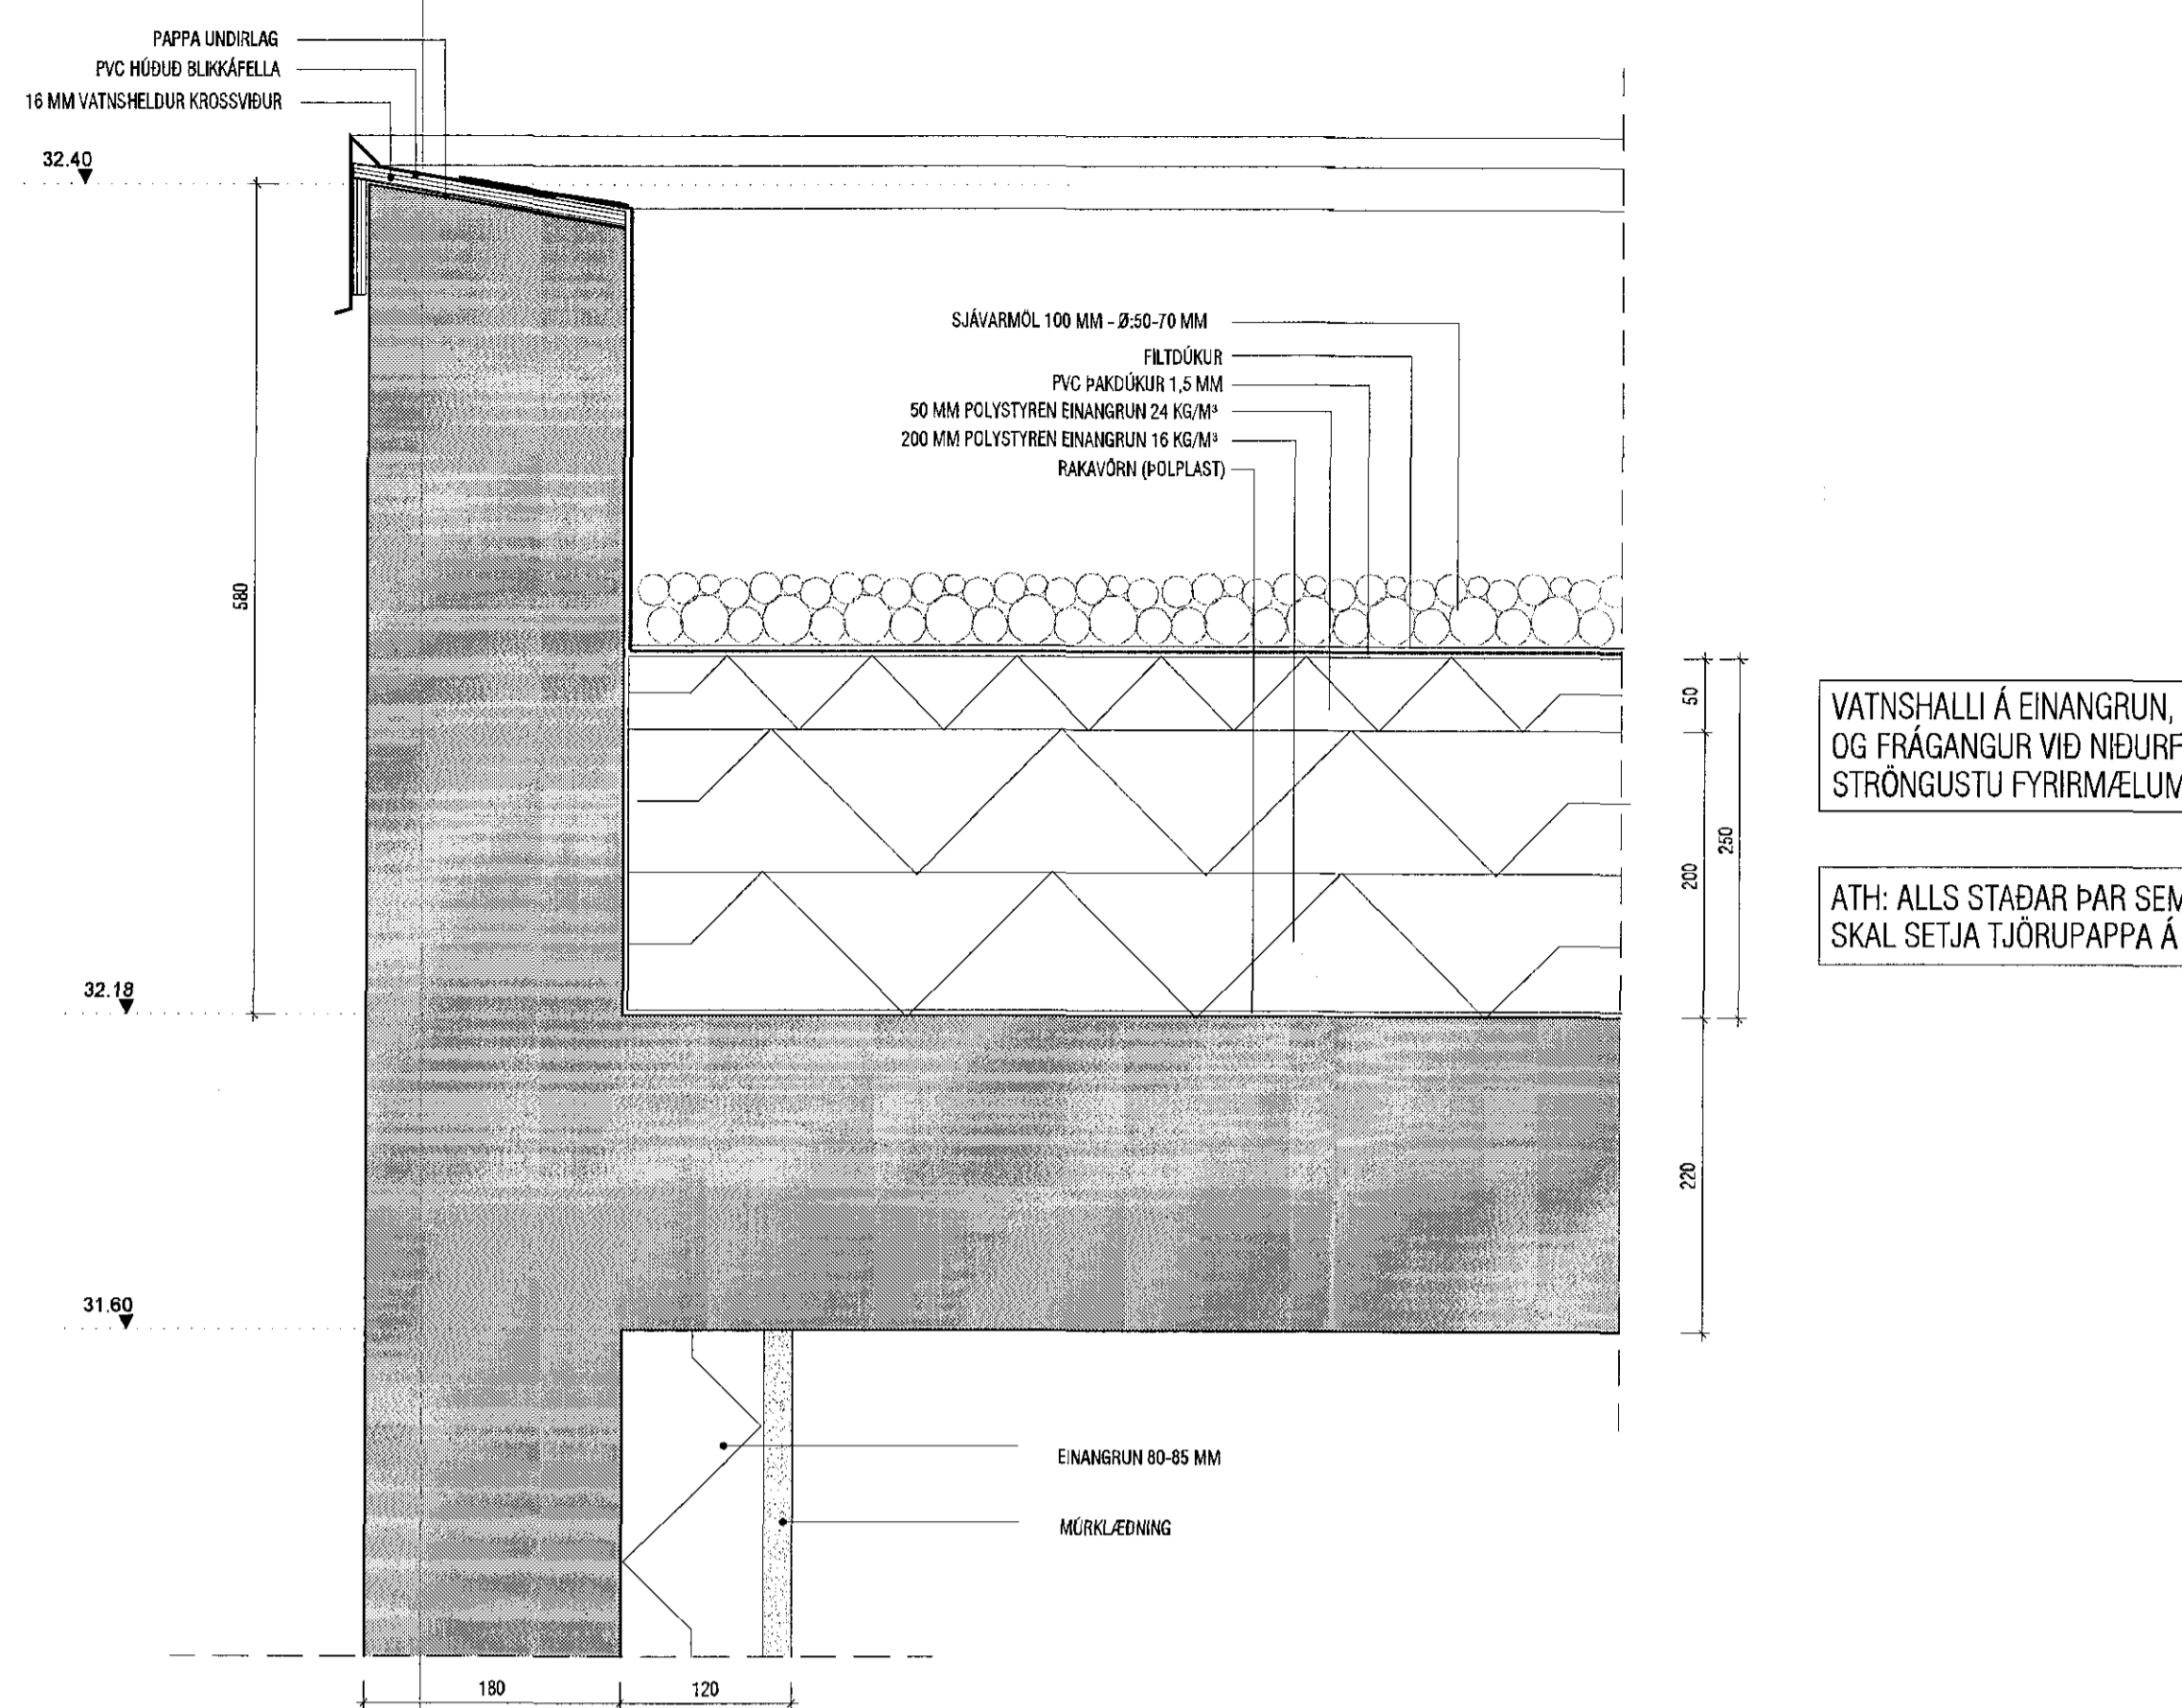 PAPPA UNDIRLAG
PVC HÚÐUÐ BLIKKÁFELLA
16 MM VATNSHELDUR KROSSVIÐUR
32.40
SJÁVARMÖL 100 MM - Ø:50-70 MM
FILTDÚKUR
PVC ÞAKDÚKUR 1,5 MM
50 MM POLYSTYREN EINANGRUN 24 KG/M³
200 MM POLYSTYREN EINANGRUN 16 KG/M³
RAKAVÖRN (ÞOLPLAST)
580
50
200
250
220
VATNSHALLI Á EINANGRUN,
OG FRÁGANGUR VIÐ NIÐURF
STRÖNGUSTU FYRIRMÆLUM
ATH: ALLS STAÐAR ÞAR SEM
SKAL SETJA TJÖRUPAPPA Á
32.18
31.60
EINANGRUN 80-85 MM
MÚRKLÆÐNING
180
120